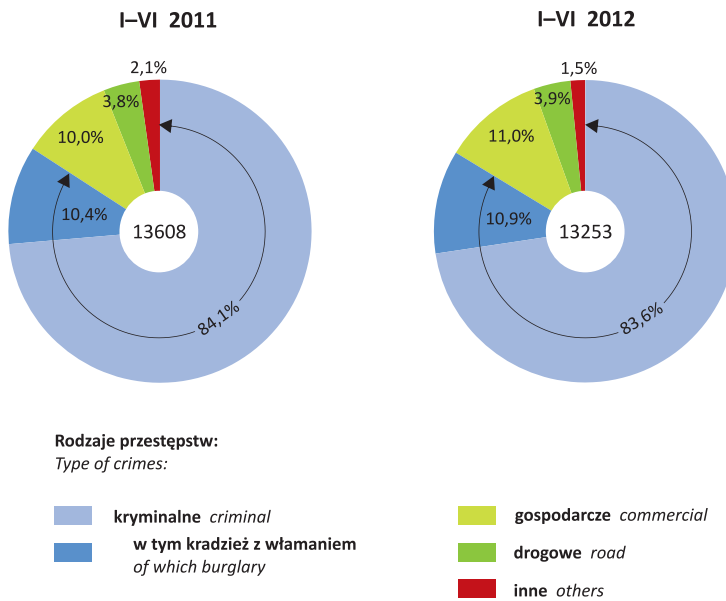 I–VI 2011
2,1%
3,8%
10,0%
10,4%
13608
84,1%
I–VI 2012
1,5%
3,9%
11,0%
10,9%
13253
83,6%
Rodzaje przestępstw:
Type of crimes:
kryminalne criminal
w tym kradzież z włamaniem
of which burglary
gospodarcze commercial
drogowe road
inne others